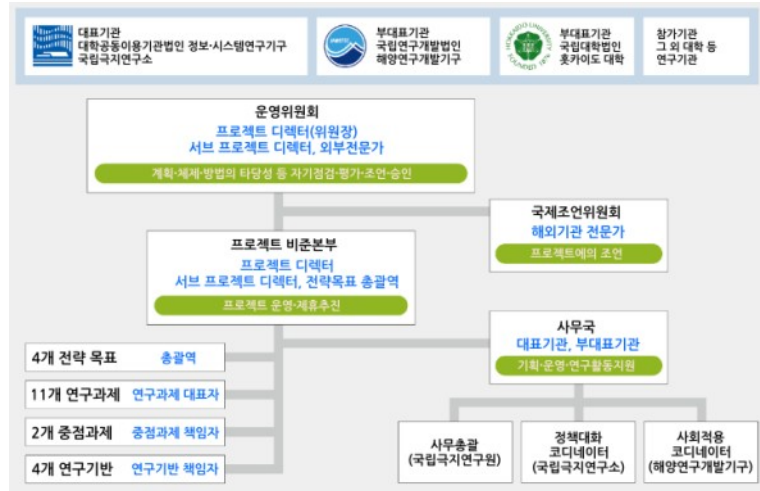 대표기관
대학공동이용기관법인 정보·시스템연구기구
국립극지연구소
부대표기관
국립연구개발법인
해양연구개발기구
부대표기관
국립대학법인
홋카이도 대학
참가기관
그 외 대학 등
연구기관
운영위원회
프로젝트 디렉터(위원장)
서브 프로젝트 디렉터, 외부전문가
계획·체제·방법의 타당성 등 자기점검·평가·조언·승인
국제조언위원회
해외기관 전문가
프로젝트에의 조언
프로젝트 비준본부
프로젝트 디렉터
서브 프로젝트 디렉터, 전략목표 총괄역
프로젝트 운영·제휴추진
사무국
대표기관, 부대표기관
기획·운영·연구활동지원
4개 전략 목표 총괄역
11개 연구과제 연구과제 대표자
2개 중점과제 중점과제 책임자
4개 연구기반 연구기반 책임자
사무총괄
(국립극지연구원)
정책대화
코디네이터
(국립극지연구소)
사회적용
코디네이터
(해양연구개발기구)